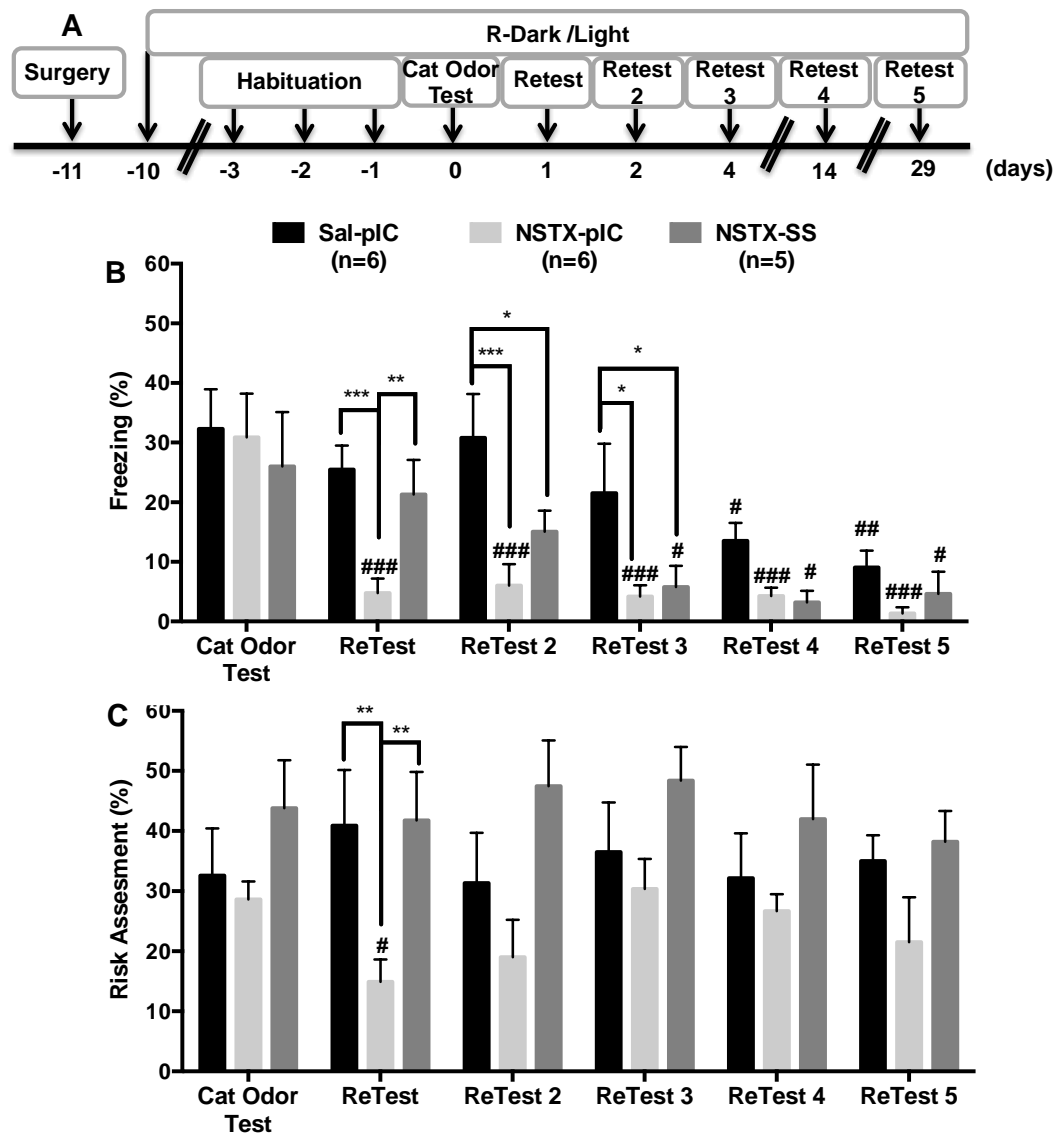 A
R-Dark /Light
Surgery
Habituation
Cat Odor
Test
Retest
Retest
2
Retest
3
Retest
4
Retest
5
-11 -10 -3 -2 -1 0 1 2 4 14 29 (days)
Sal-pIC
(n=6)
NSTX-pIC
(n=6)
NSTX-SS
(n=5)
B
Freezing (%)
60
50
40
30
20
10
0
*** ** *** * * *
### ### # ### # ### # ## ### #
Cat Odor
Test
ReTest
ReTest 2
ReTest 3
ReTest 4
ReTest 5
C
Risk Assesment (%)
60
50
40
30
20
10
0
** **
#
Cat Odor
Test
ReTest
ReTest 2
ReTest 3
ReTest 4
ReTest 5